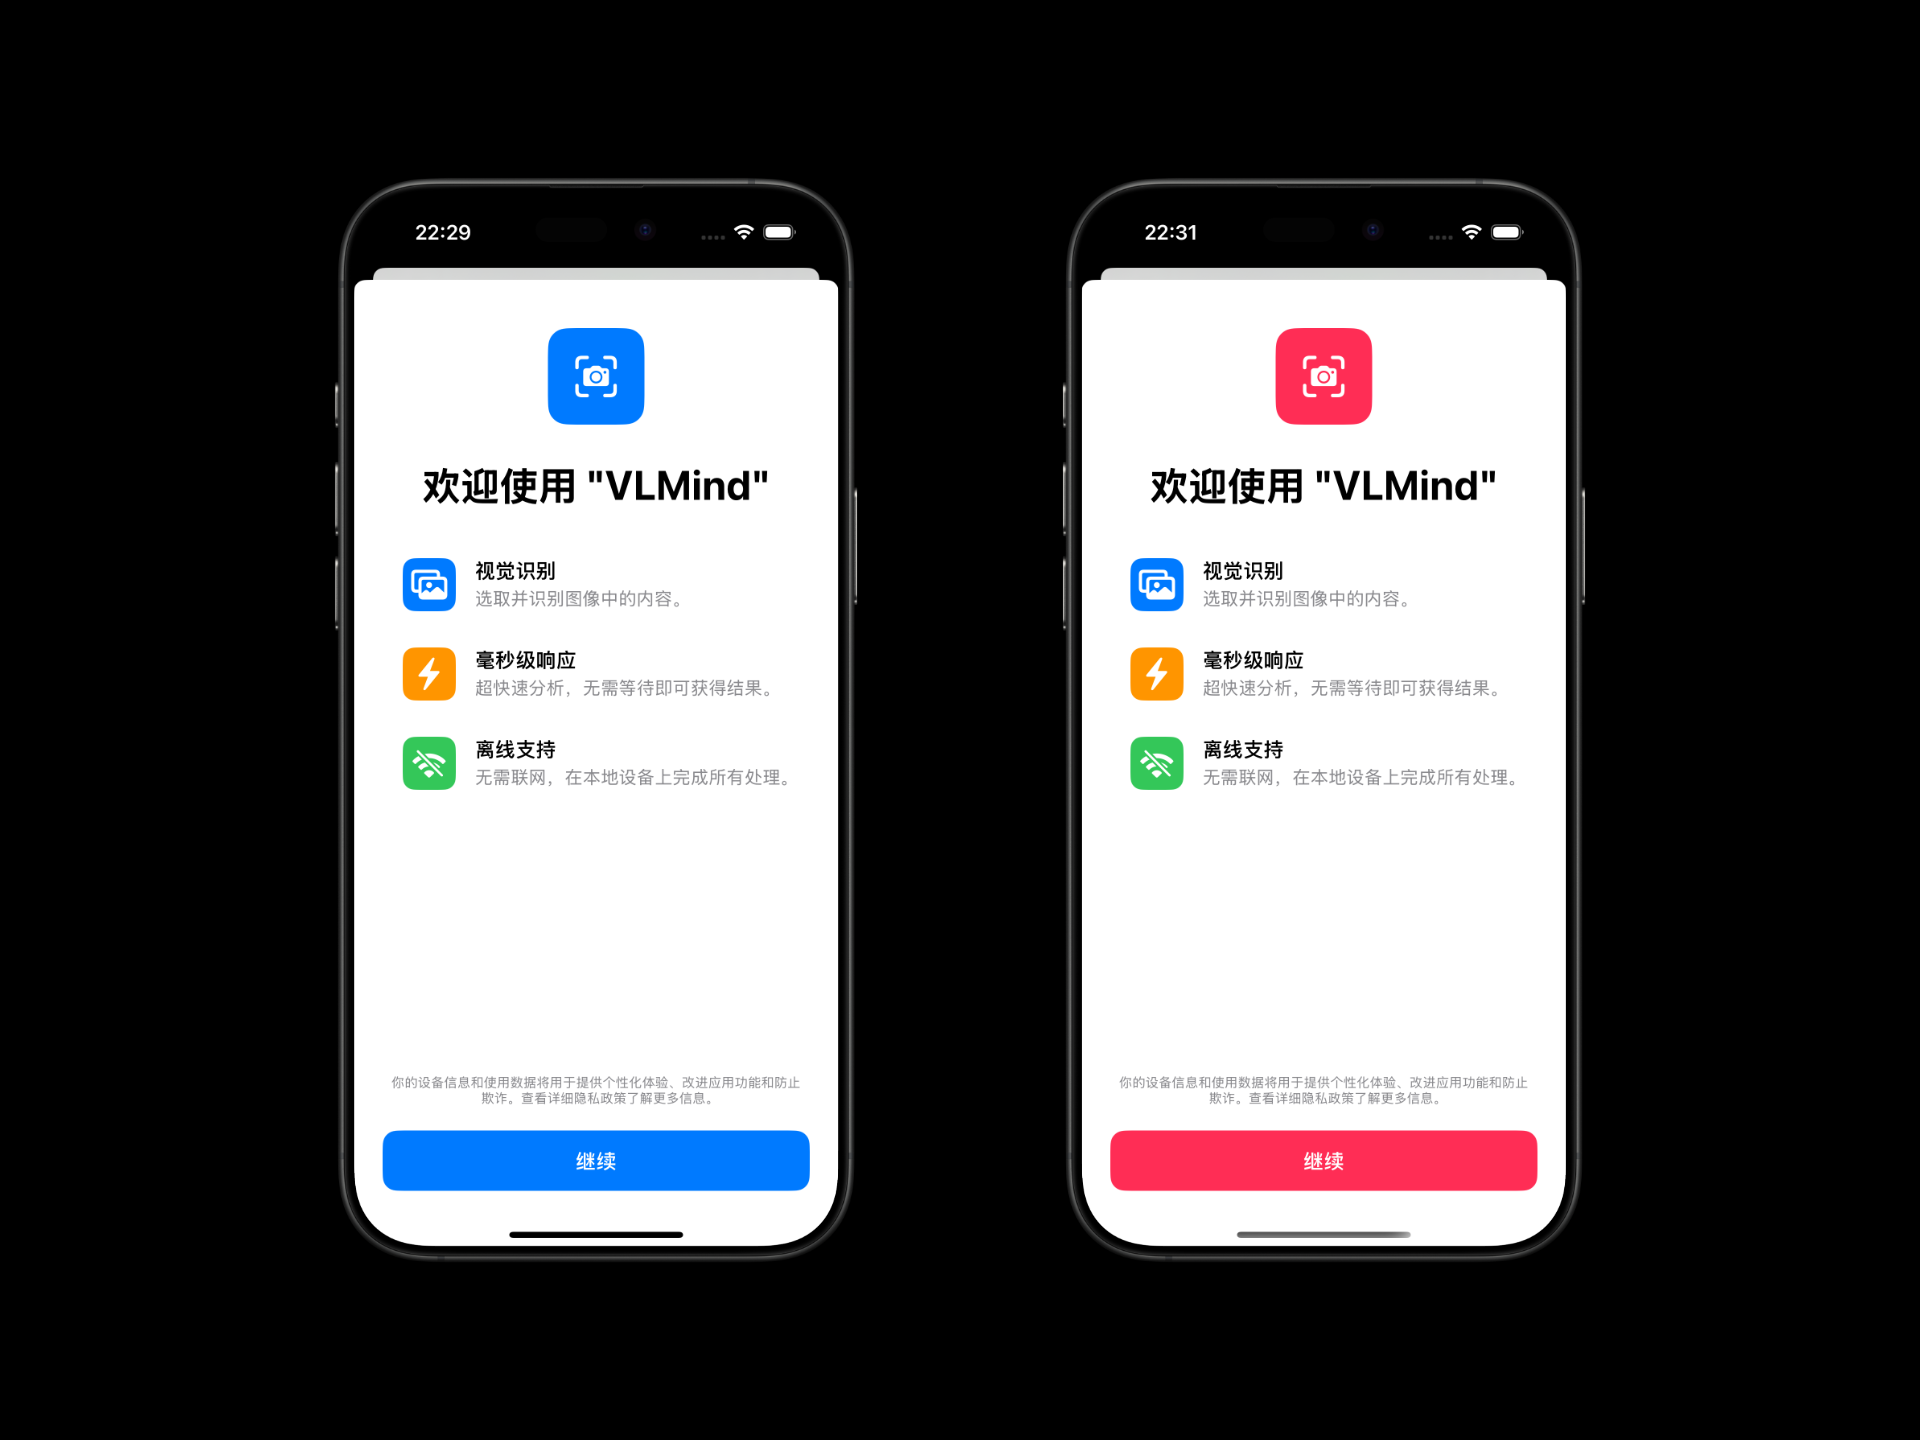 22:29
欢迎使用 "VLMind"
视觉识别
选取并识别图像中的内容。
毫秒级响应
超快速分析，无需等待即可获得结果。
离线支持
无需联网，在本地设备上完成所有处理。
你的设备信息和使用数据将用于提供个性化体验、改进应用功能和防止
欺诈。查看详细隐私政策了解更多信息。
继续
22:31
欢迎使用 "VLMind"
视觉识别
选取并识别图像中的内容。
毫秒级响应
超快速分析，无需等待即可获得结果。
离线支持
无需联网，在本地设备上完成所有处理。
你的设备信息和使用数据将用于提供个性化体验、改进应用功能和防止
欺诈。查看详细隐私政策了解更多信息。
继续